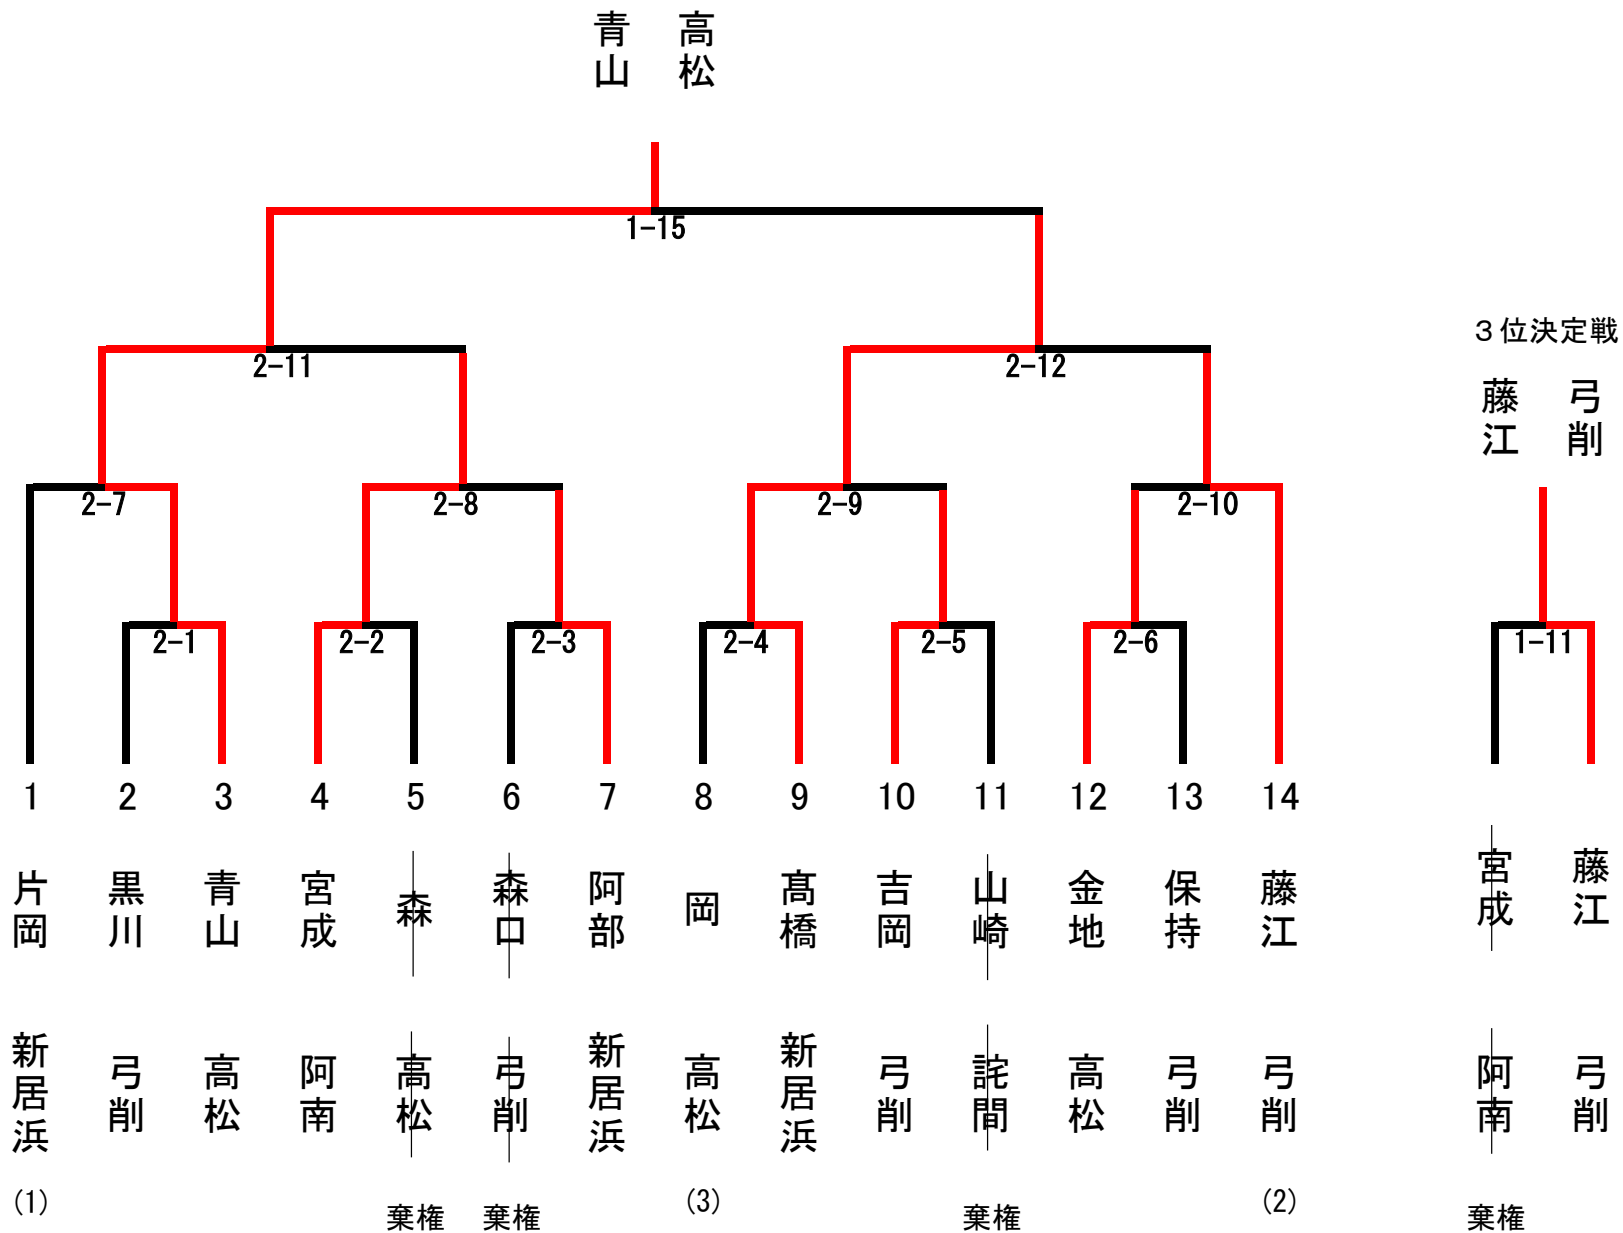 青山 高松
1-15
2-11
2-12
3位決定戦
藤江 弓削
2-7
2-8
2-9
2-10
2-1
2-2
2-3
2-4
2-5
2-6
1-11
1 2 3 4 5 6 7 8 9 10 11 12 13 14
片岡 黒川 青山 宮成 森 森口 阿部 岡 髙橋 吉岡 山崎 金地 保持 藤江 宮成 藤江
新居浜 弓削 高松 阿南 高松 弓削 新居浜 高松 新居浜 弓削 詫間 高松 弓削 弓削 阿南 弓削
(1) (3) (2)
棄権 棄権 棄権 棄権